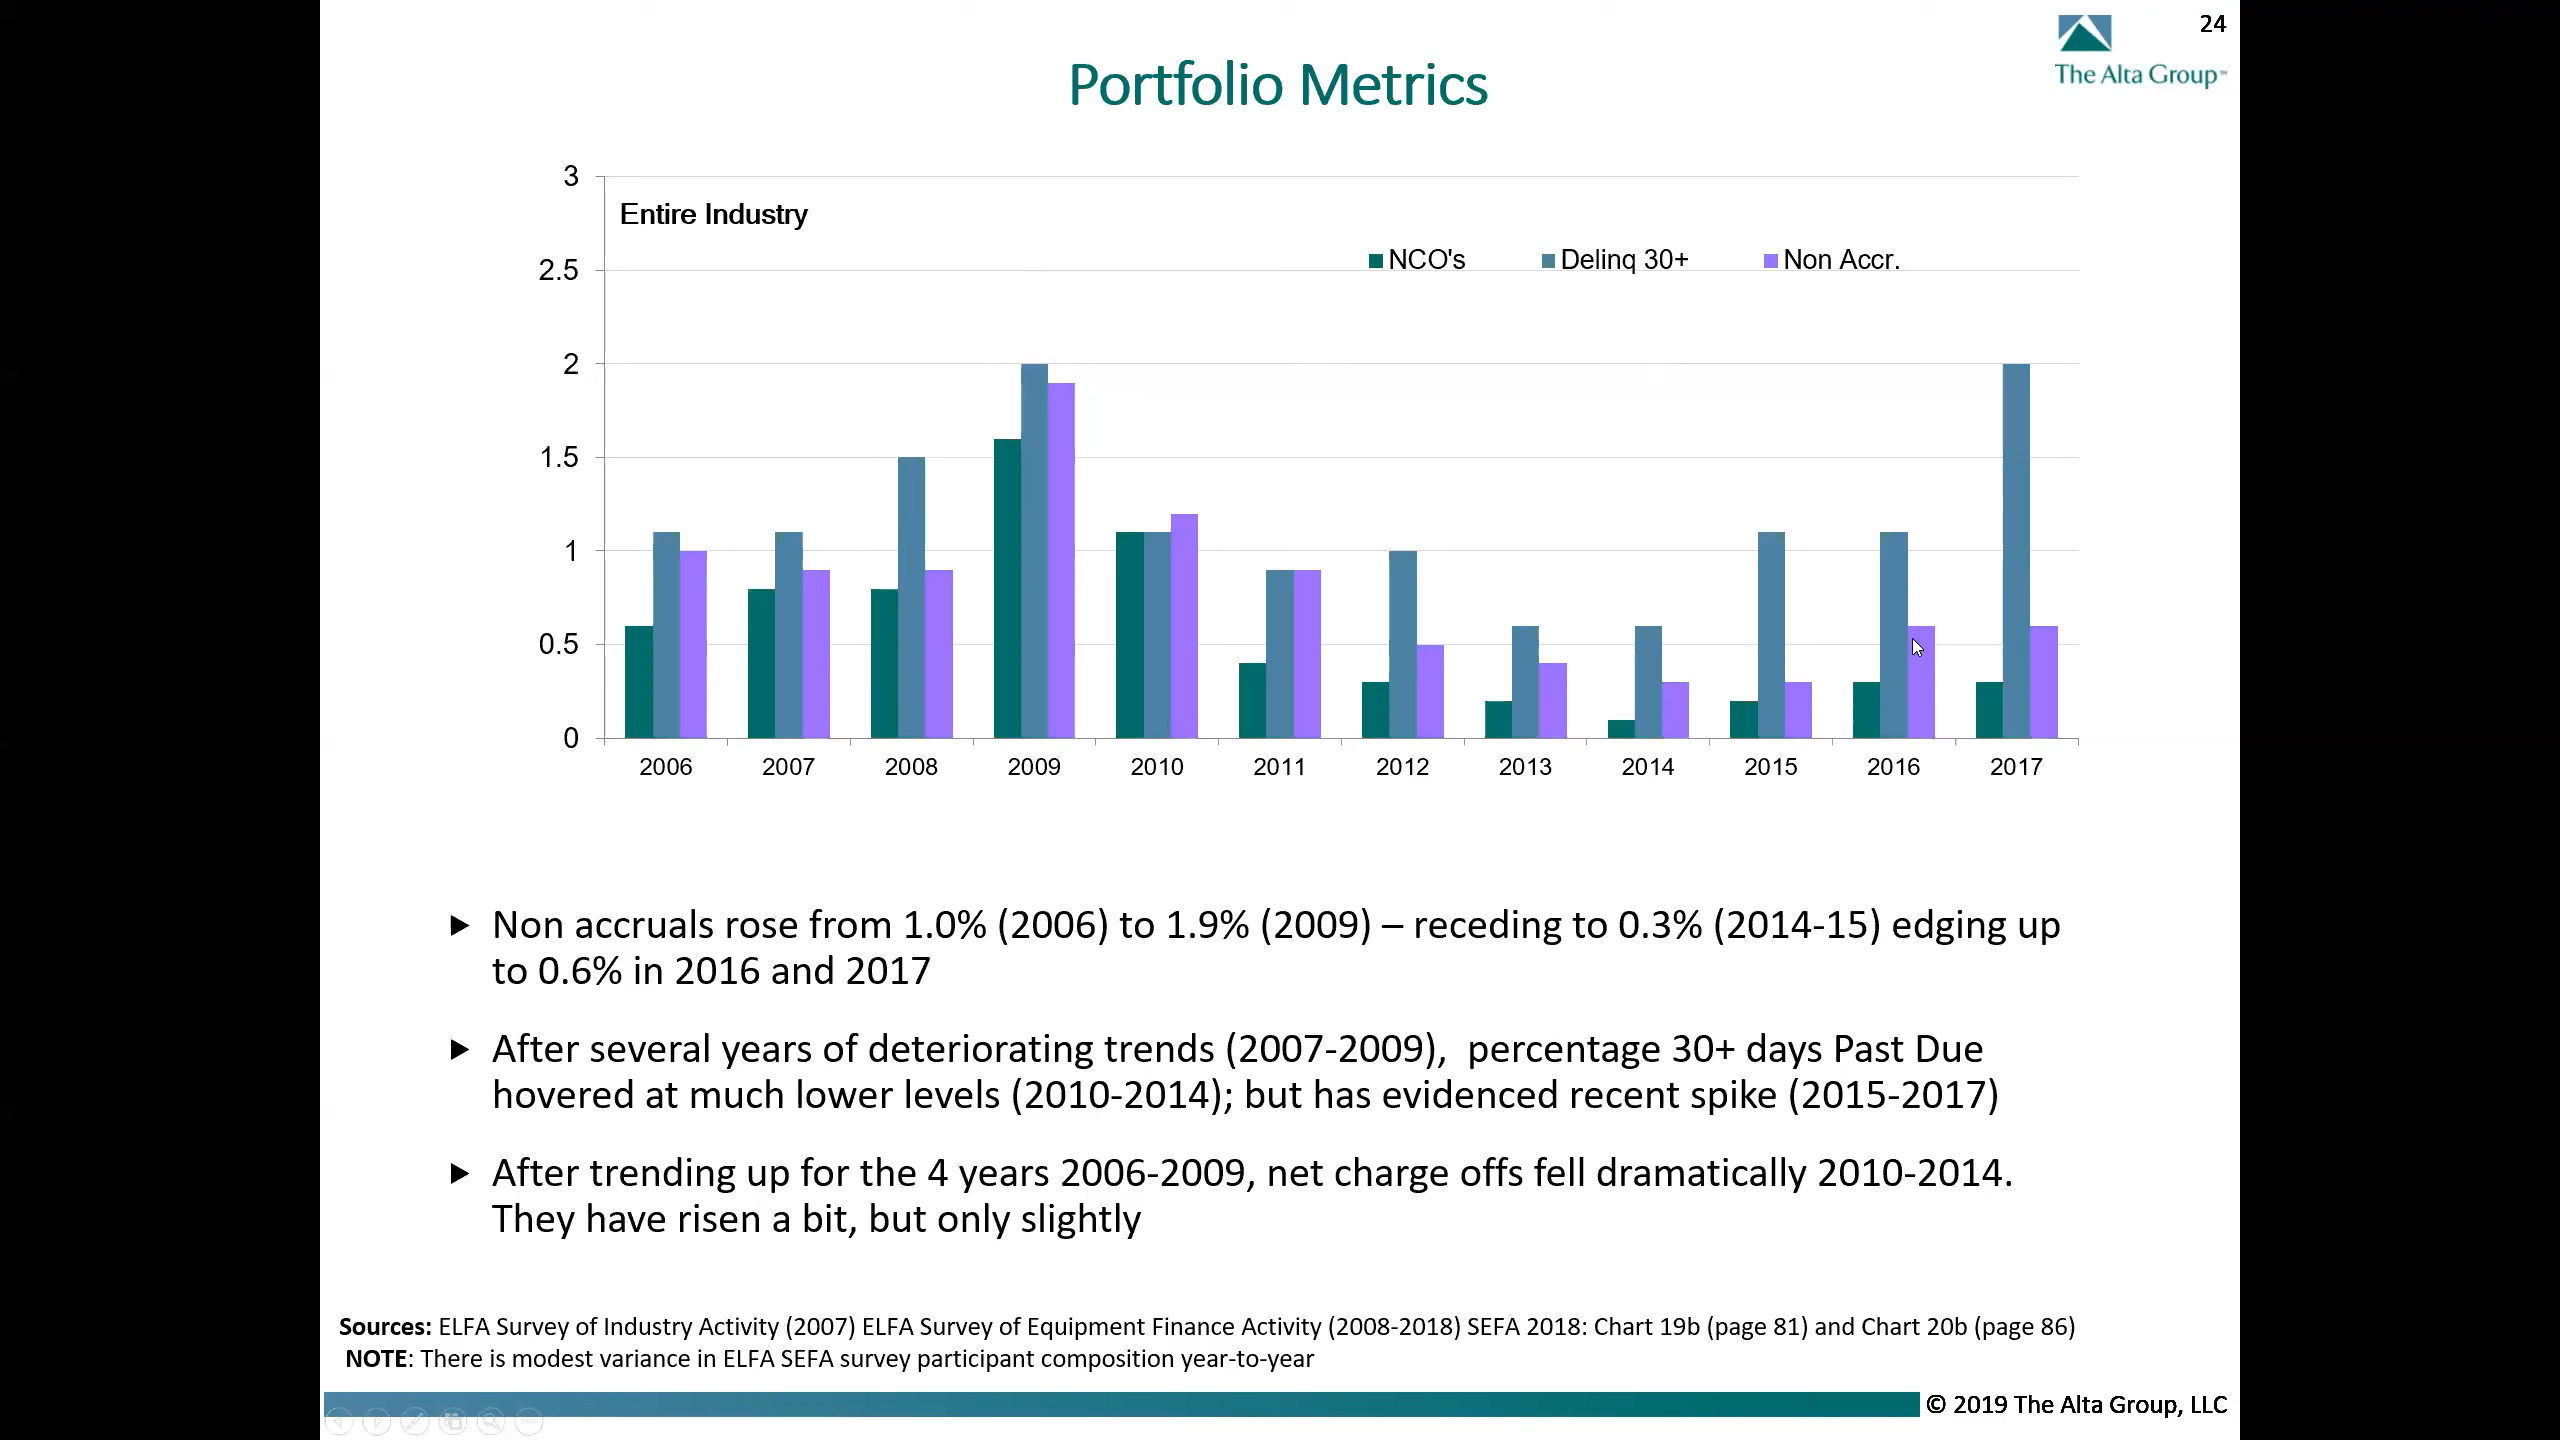 24
The Alta Group
Portfolio Metrics
3
Entire Industry
NCO's Delinq 30+ Non Accr.
2.5
2
1.5
1
0.5
0
2006 2007 2008 2009 2010 2011 2012 2013 2014 2015 2016 2017
Non accruals rose from 1.0% (2006) to 1.9% (2009) – receding to 0.3% (2014-15) edging up
to 0.6% in 2016 and 2017
After several years of deteriorating trends (2007-2009), percentage 30+ days Past Due
hovered at much lower levels (2010-2014); but has evidenced recent spike (2015-2017)
After trending up for the 4 years 2006-2009, net charge offs fell dramatically 2010-2014.
They have risen a bit, but only slightly
Sources: ELFA Survey of Industry Activity (2007) ELFA Survey of Equipment Finance Activity (2008-2018) SEFA 2018: Chart 19b (page 81) and Chart 20b (page 86)
NOTE: There is modest variance in ELFA SEFA survey participant composition year-to-year
© 2019 The Alta Group, LLC